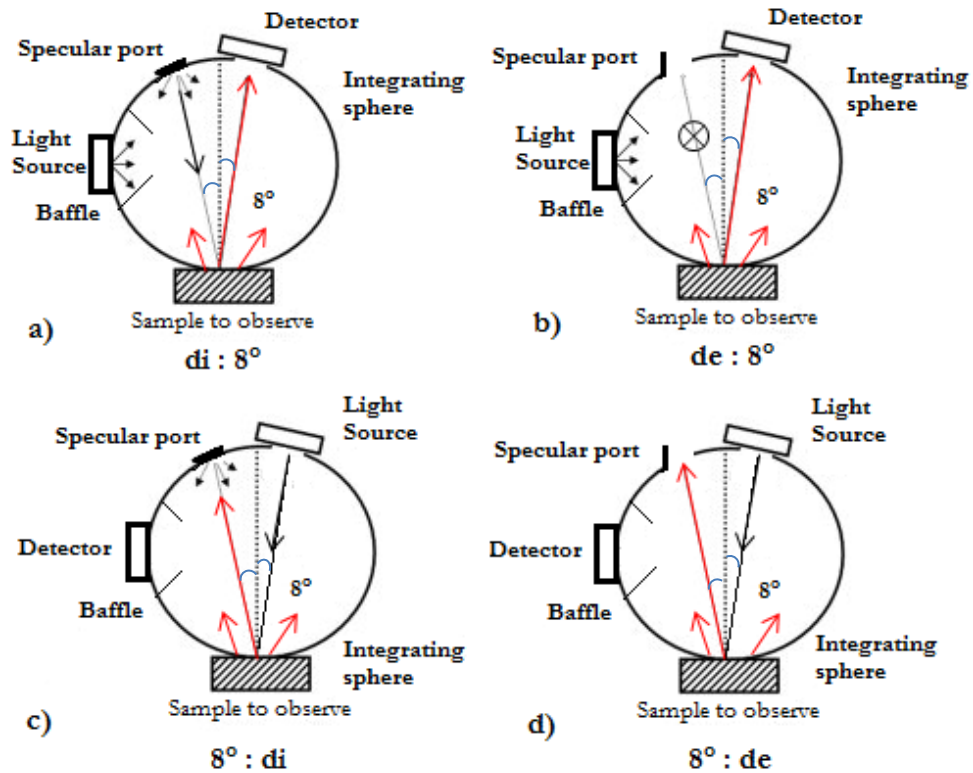 Detector
Specular port
Integrating
sphere
Light
Source
Baffle
8°
Sample to observe
a)
di : 8°
Detector
Specular port
Integrating
sphere
Light
Source
Baffle
8°
Sample to observe
b)
de : 8°
Light
Source
Specular port
Detector
8°
Baffle
Integrating
sphere
Sample to observe
c)
8° : di
Light
Source
Specular port
Detector
8°
Baffle
Integrating
sphere
Sample to observe
d)
8° : de